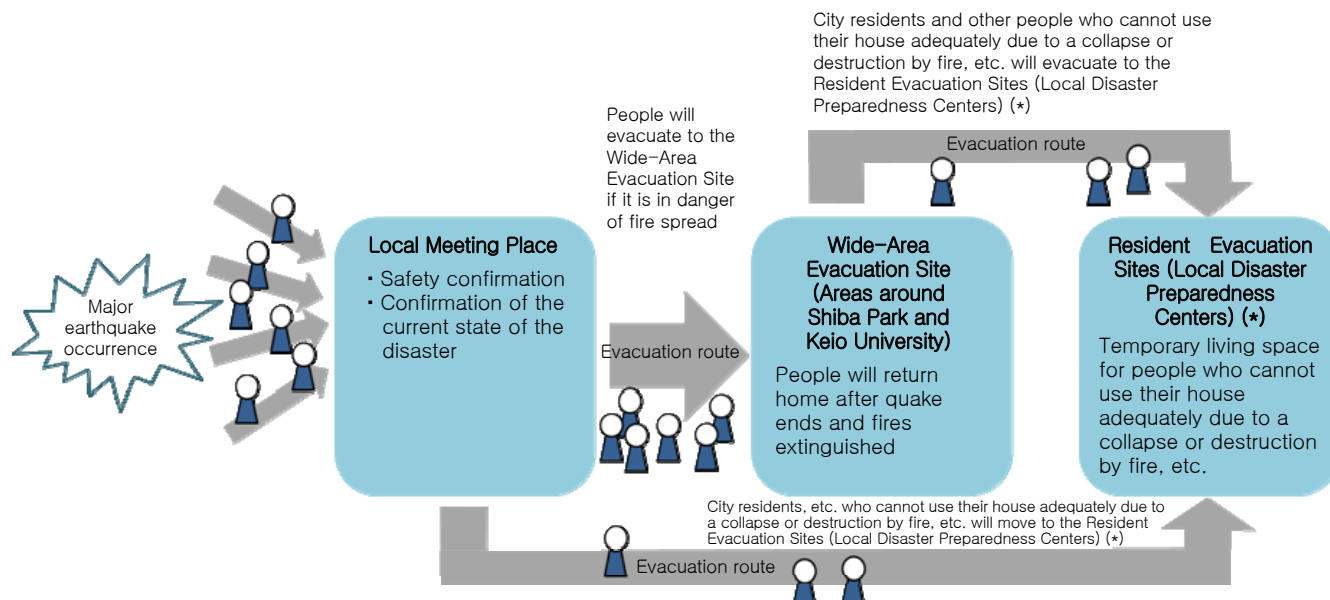 City residents and other people who cannot use
their house adequately due to a collapse or
destruction by fire, etc. will evacuate to the
Resident Evacuation Sites (Local Disaster
Preparedness Centers) (*)
People will
evacuate to the
Wide-Area
Evacuation Site
if it is in danger
of fire spread
Evacuation route
Major
earthquake
occurrence
Local Meeting Place
・Safety confirmation
・Confirmation of the
current state of the
disaster
Evacuation route
Wide-Area
Evacuation Site
(Areas around
Shiba Park and
Keio University)
People will return
home after quake
ends and fires
extinguished
Resident Evacuation
Sites (Local Disaster
Preparedness
Centers) (*)
Temporary living space
for people who cannot
use their house
adequately due to a
collapse or destruction
by fire, etc.
City residents, etc. who cannot use their house adequately due to
a collapse or destruction by fire, etc. will move to the Resident
Evacuation Sites (Local Disaster Preparedness Centers) (*)
Evacuation route